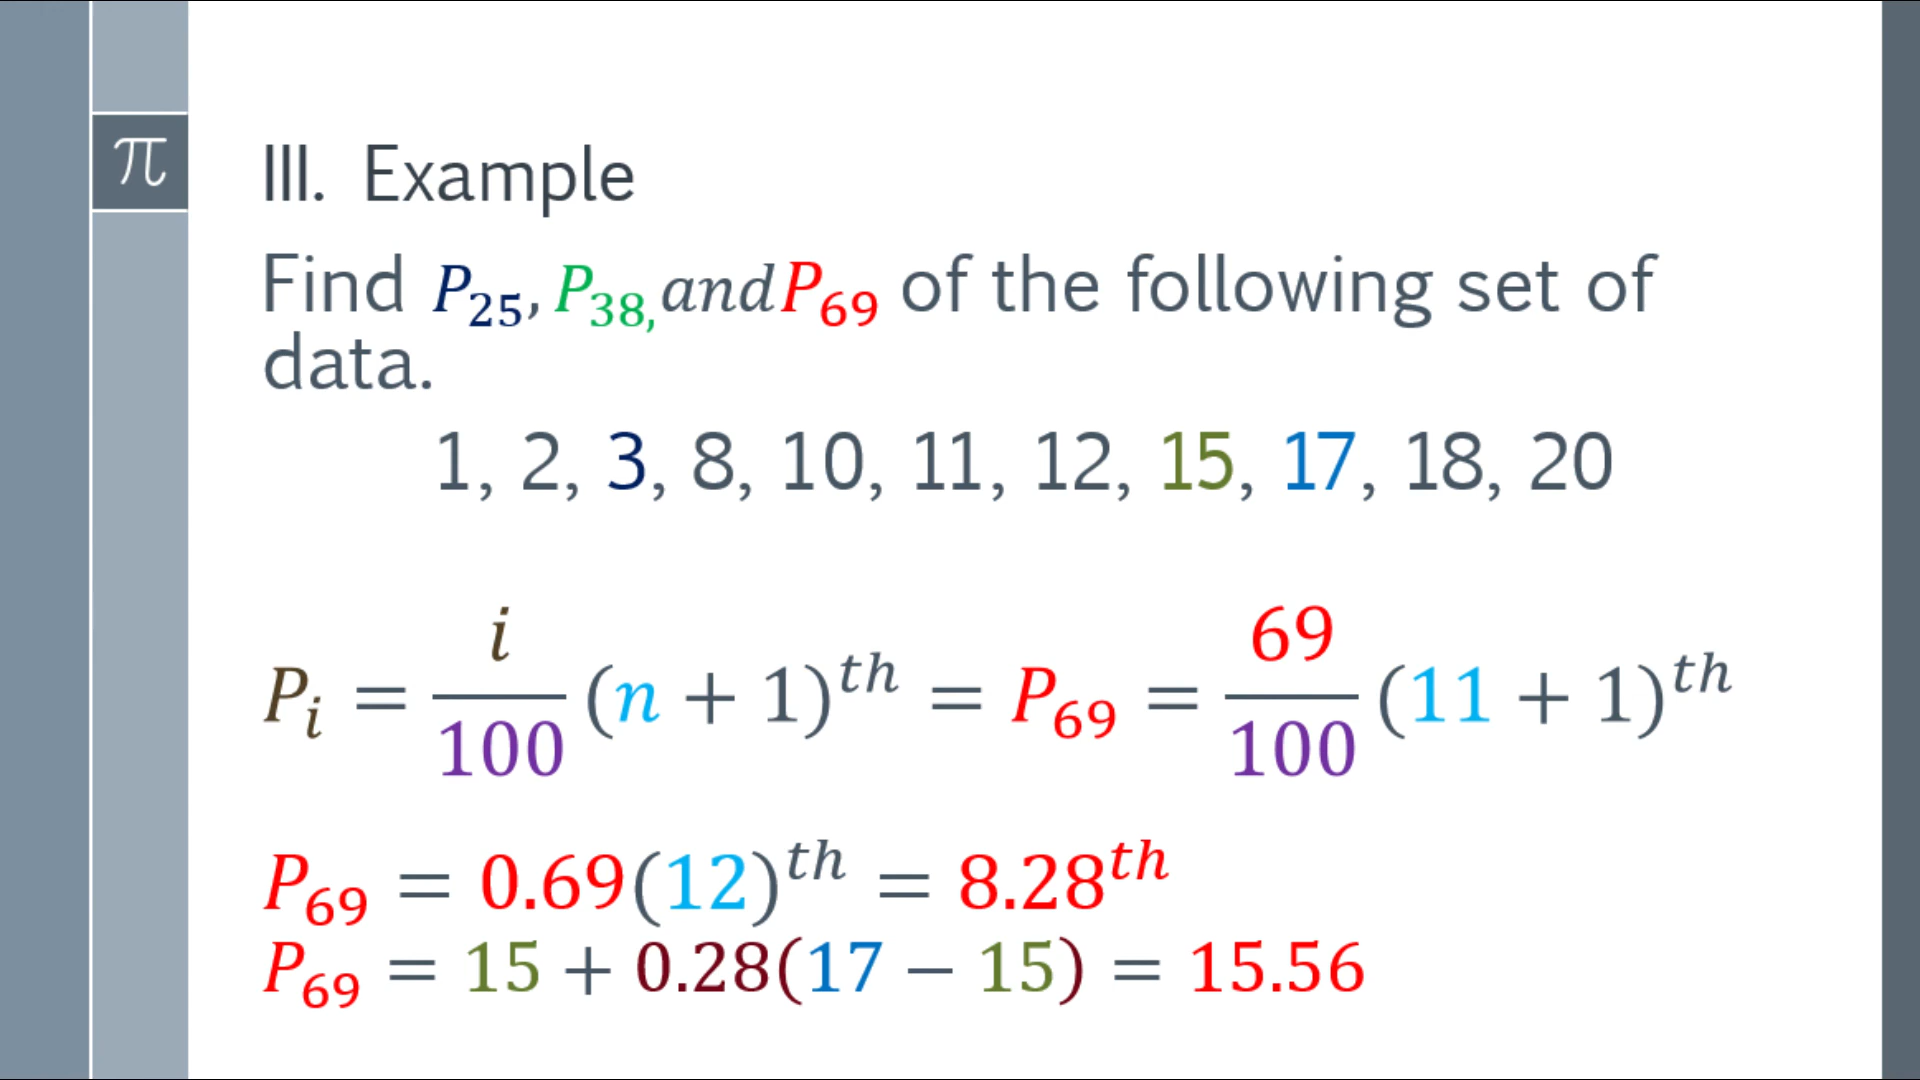 π
III. Example
Find P₂₅, P₃₈, and P₆₉ of the following set of
data.
1, 2, 3, 8, 10, 11, 12, 15, 17, 18, 20
Pᵢ = i/100 (n + 1)ᵗʰ = P₆₉ = 69/100 (11 + 1)ᵗʰ
P₆₉ = 0.69(12)ᵗʰ = 8.28ᵗʰ
P₆₉ = 15 + 0.28(17 − 15) = 15.56